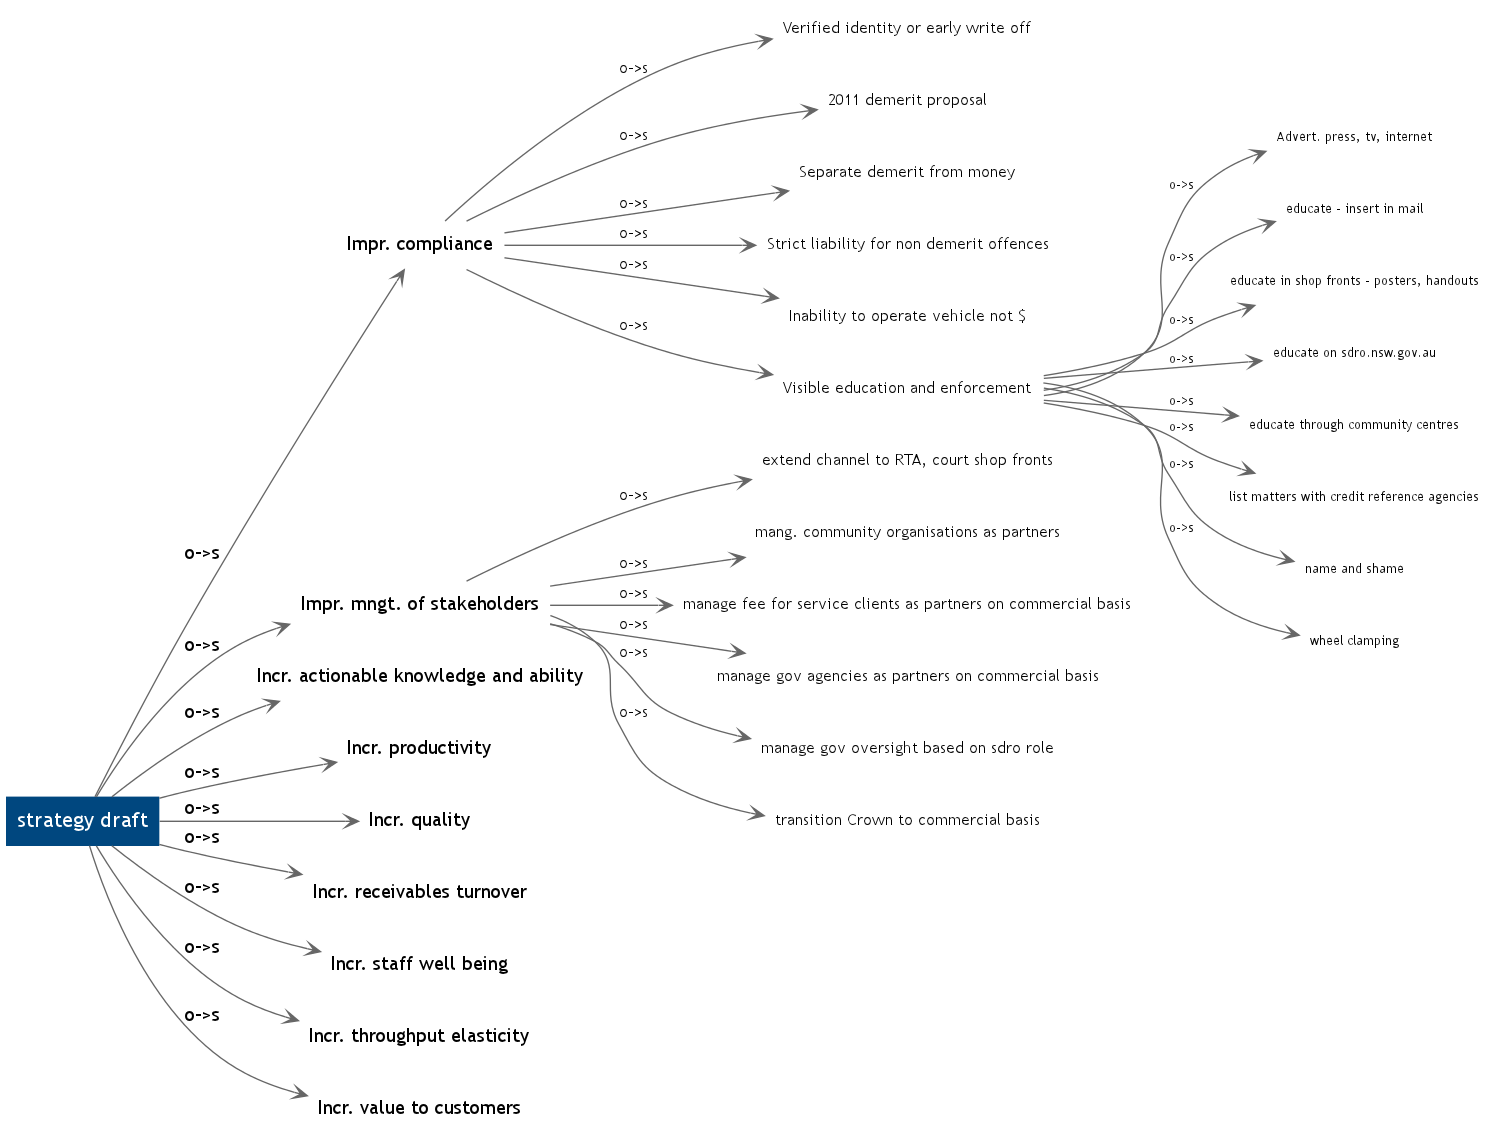 Verified identity or early write off
o->s
2011 demerit proposal
o->s
Advert. press, tv, internet
Separate demerit from money
o->s
o->s
educate - insert in mail
o->s
Impr. compliance
Strict liability for non demerit offences
o->s
o->s
educate in shop fronts - posters, handouts
Inability to operate vehicle not $
o->s
o->s
educate on sdro.nsw.gov.au
o->s
Visible education and enforcement
o->s
educate through community centres
o->s
extend channel to RTA, court shop fronts
o->s
o->s
list matters with credit reference agencies
mang. community organisations as partners
o->s
o->s
o->s
name and shame
o->s
Impr. mngt. of stakeholders
manage fee for service clients as partners on commercial basis
o->s
wheel clamping
o->s
o->s
Incr. actionable knowledge and ability
manage gov agencies as partners on commercial basis
o->s
o->s
Incr. productivity
manage gov oversight based on sdro role
o->s
o->s
strategy draft
Incr. quality
transition Crown to commercial basis
o->s
o->s
Incr. receivables turnover
o->s
Incr. staff well being
o->s
Incr. throughput elasticity
Incr. value to customers